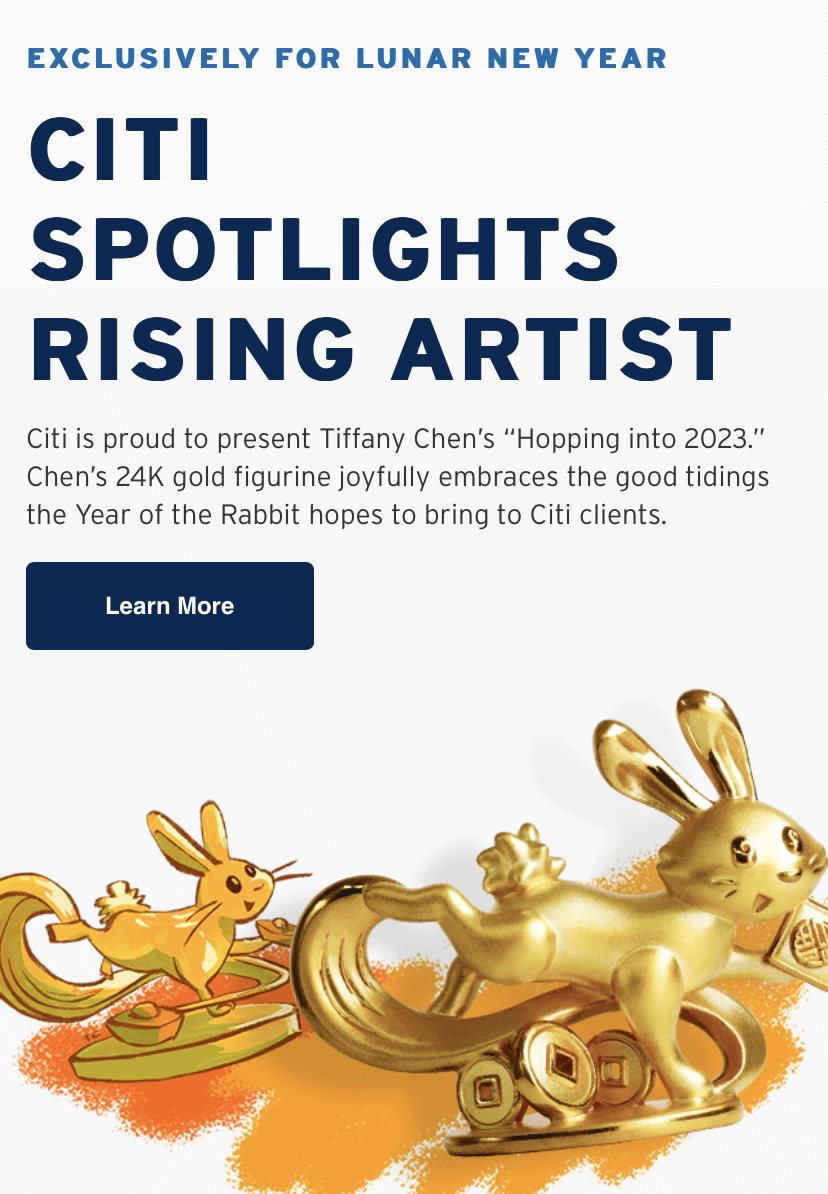 EXCLUSIVELY FOR LUNAR NEW YEAR
CITI
SPOTLIGHTS
RISING ARTIST
Citi is proud to present Tiffany Chen’s “Hopping into 2023.”
Chen’s 24K gold figurine joyfully embraces the good tidings
the Year of the Rabbit hopes to bring to Citi clients.
Learn More